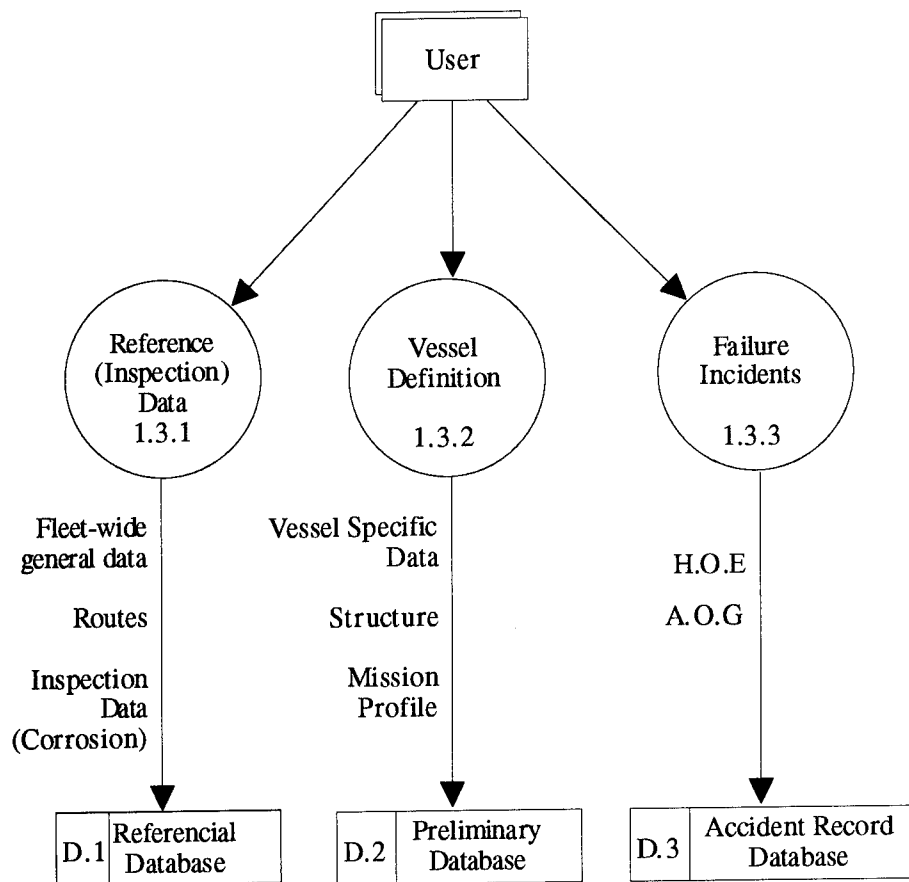 User
Reference
(Inspection)
Data
1.3.1
Vessel
Definition
1.3.2
Failure
Incidents
1.3.3
Fleet-wide
general data
Routes
Inspection
Data
(Corrosion)
Vessel Specific
Data
Structure
Mission
Profile
H.O.E
A.O.G
D.1
Referencial
Database
D.2
Preliminary
Database
D.3
Accident Record
Database